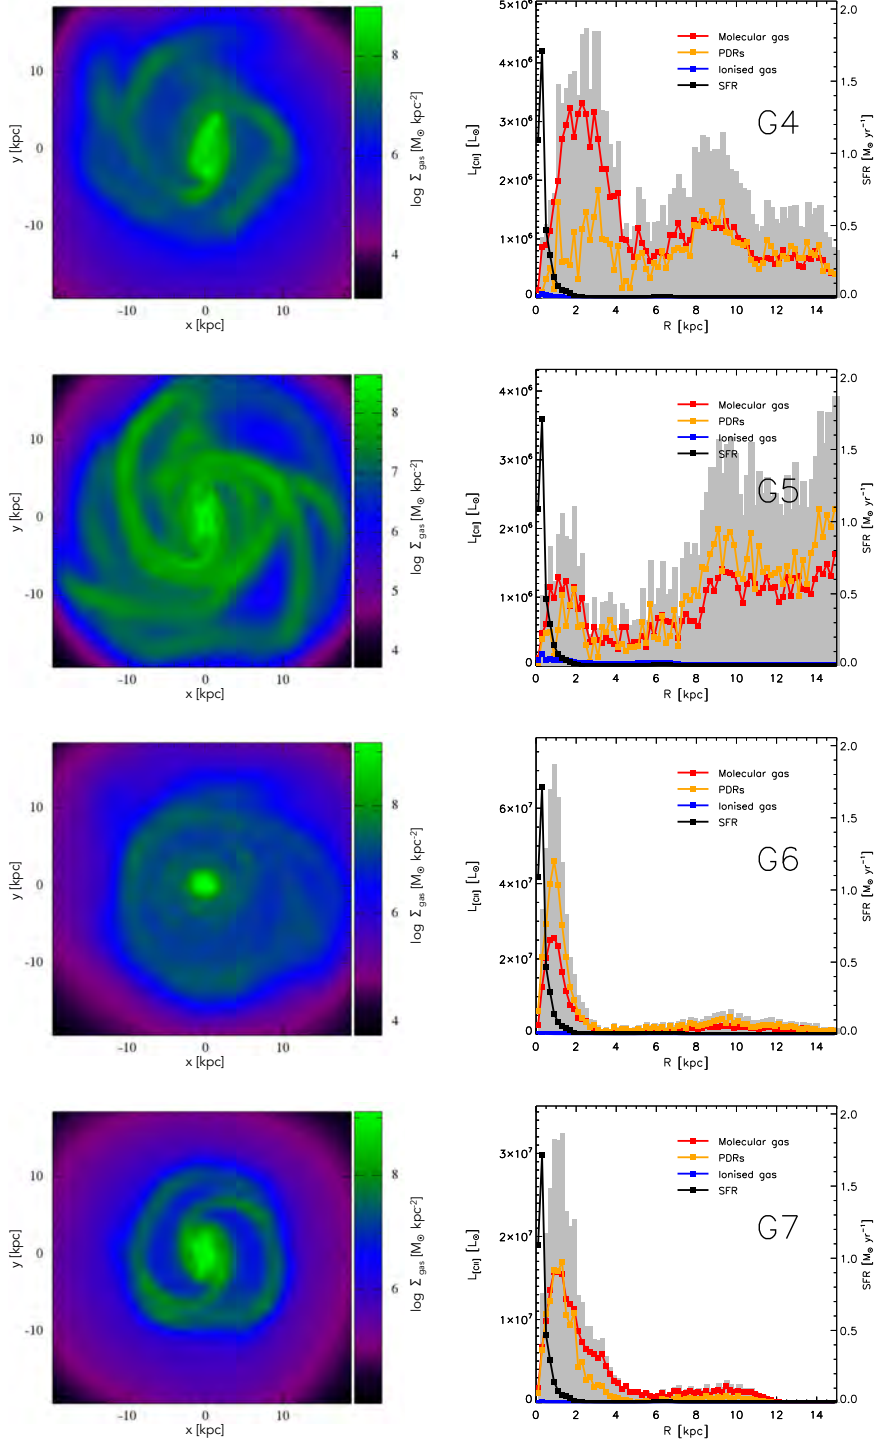 10
0
-10
y [kpc]
-10 0 10
x [kpc]
8
6
4
log Σgas [M⊙ kpc-2]
5×10⁶
4×10⁶
3×10⁶
2×10⁶
1×10⁶
0
L[CII] [L⊙]
Molecular gas
PDRs
Ionised gas
SFR
G4
2.0
1.5
1.0
0.5
0.0
SFR [M⊙ yr⁻¹]
0 2 4 6 8 10 12 14
R [kpc]
10
0
-10
y [kpc]
-10 0 10
x [kpc]
8
7
6
5
4
log Σgas [M⊙ kpc-2]
4×10⁶
3×10⁶
2×10⁶
1×10⁶
0
L[CII] [L⊙]
Molecular gas
PDRs
Ionised gas
SFR
G5
2.0
1.5
1.0
0.5
0.0
SFR [M⊙ yr⁻¹]
0 2 4 6 8 10 12 14
R [kpc]
10
0
-10
y [kpc]
-10 0 10
x [kpc]
8
6
4
log Σgas [M⊙ kpc-2]
6×10⁷
4×10⁷
2×10⁷
0
L[CII] [L⊙]
Molecular gas
PDRs
Ionised gas
SFR
G6
2.0
1.5
1.0
0.5
0.0
SFR [M⊙ yr⁻¹]
0 2 4 6 8 10 12 14
R [kpc]
10
0
-10
y [kpc]
-10 0 10
x [kpc]
8
6
log Σgas [M⊙ kpc-2]
3×10⁷
2×10⁷
1×10⁷
0
L[CII] [L⊙]
Molecular gas
PDRs
Ionised gas
SFR
G7
2.0
1.5
1.0
0.5
0.0
SFR [M⊙ yr⁻¹]
0 2 4 6 8 10 12 14
R [kpc]